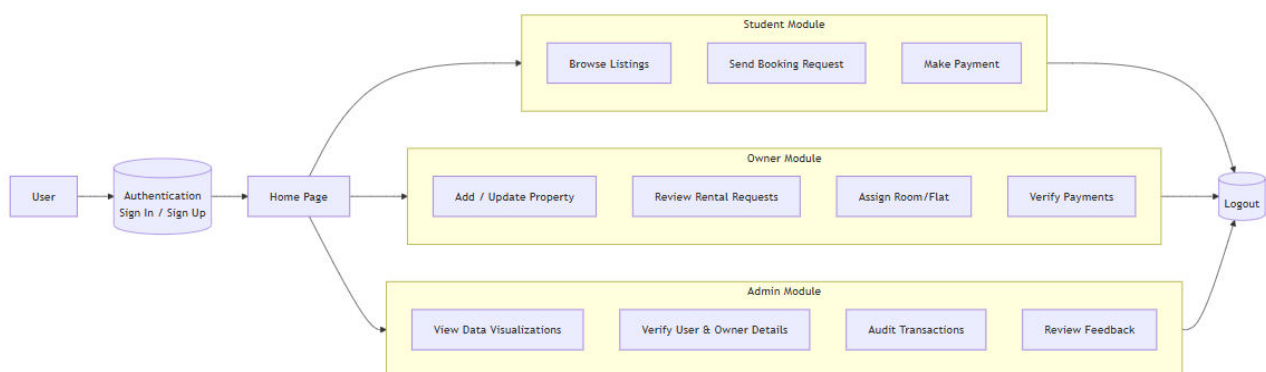 Student Module
Browse Listings
Send Booking Request
Make Payment
User
Authentication
Sign In / Sign Up
Home Page
Owner Module
Add / Update Property
Review Rental Requests
Assign Room/Flat
Verify Payments
Logout
Admin Module
View Data Visualizations
Verify User & Owner Details
Audit Transactions
Review Feedback